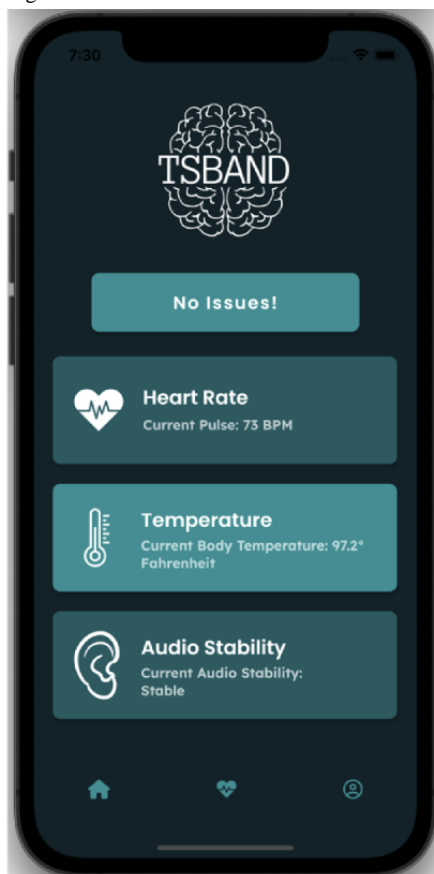 7:30
TSBAND
No Issues!
Heart Rate
Current Pulse: 73 BPM
Temperature
Current Body Temperature: 97.2°
Fahrenheit
Audio Stability
Current Audio Stability:
Stable